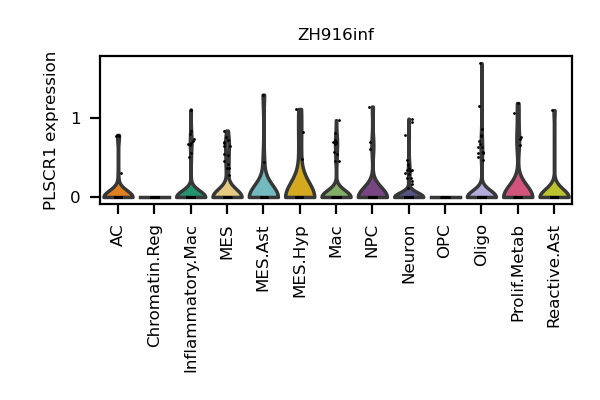 ZH916inf
PLSCR1 expression
1
0
AC
Chromatin.Reg
Inflammatory.Mac
MES
MES.Ast
MES.Hyp
Mac
NPC
Neuron
OPC
Oligo
Prolif.Metab
Reactive.Ast